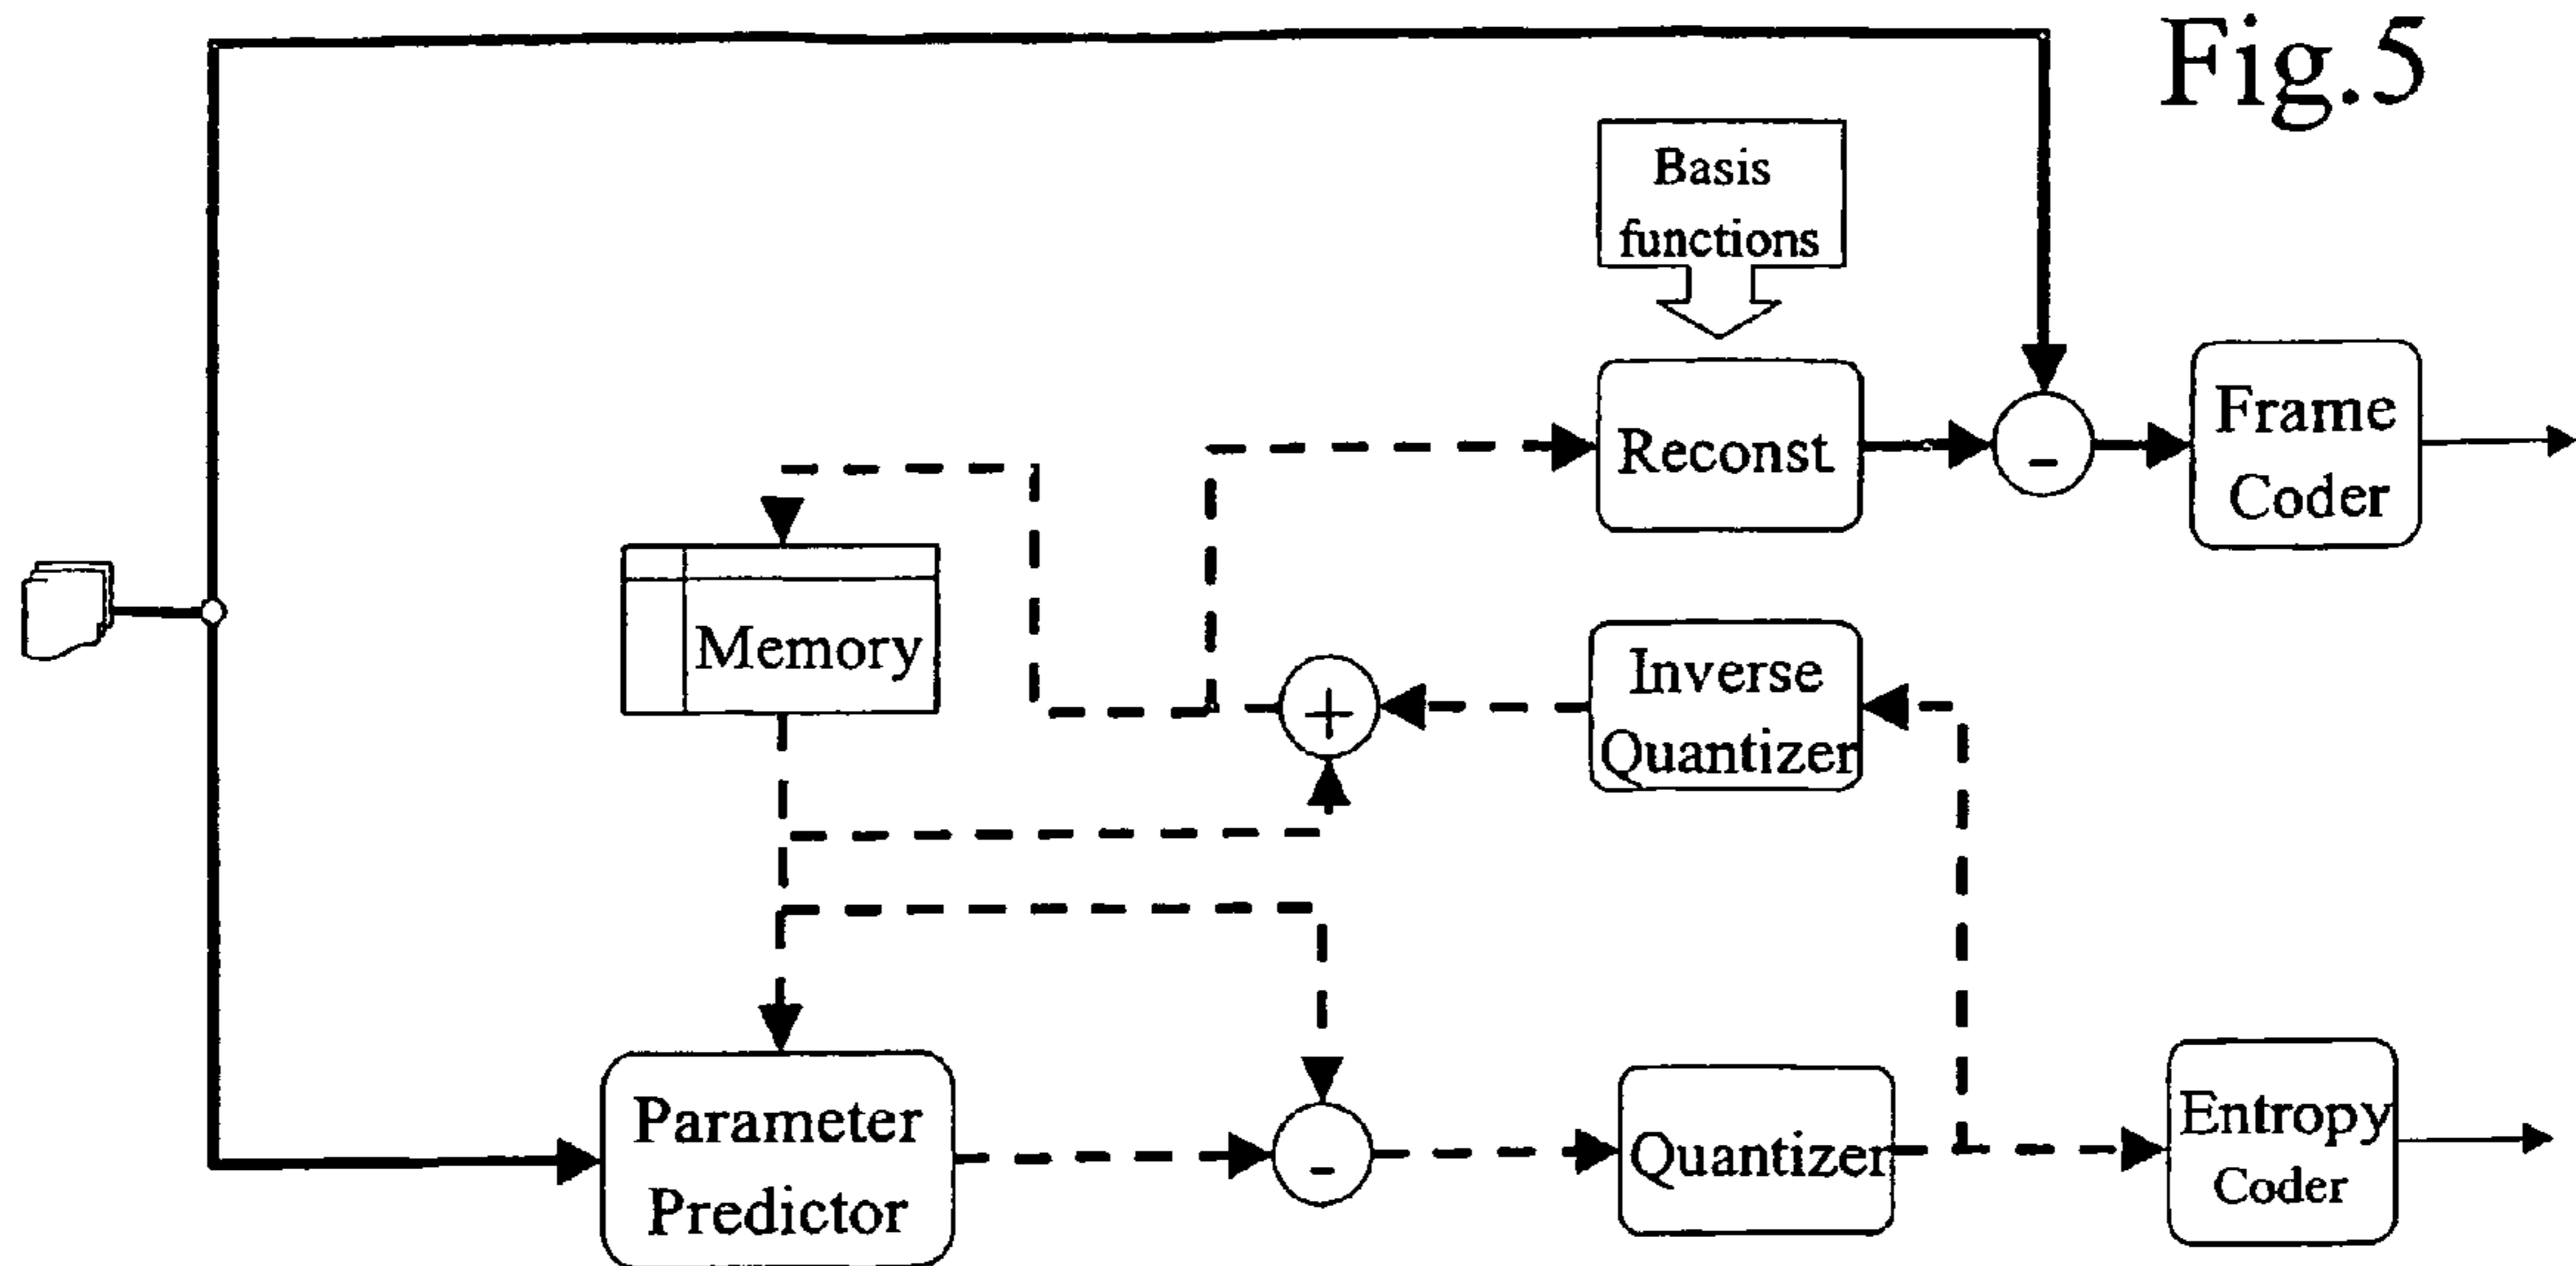 Fig.5
Basis
functions
Reconst.
-
Frame
Coder
Memory
+
Inverse
Quantizer
Parameter
Predictor
-
Quantizer
Entropy
Coder